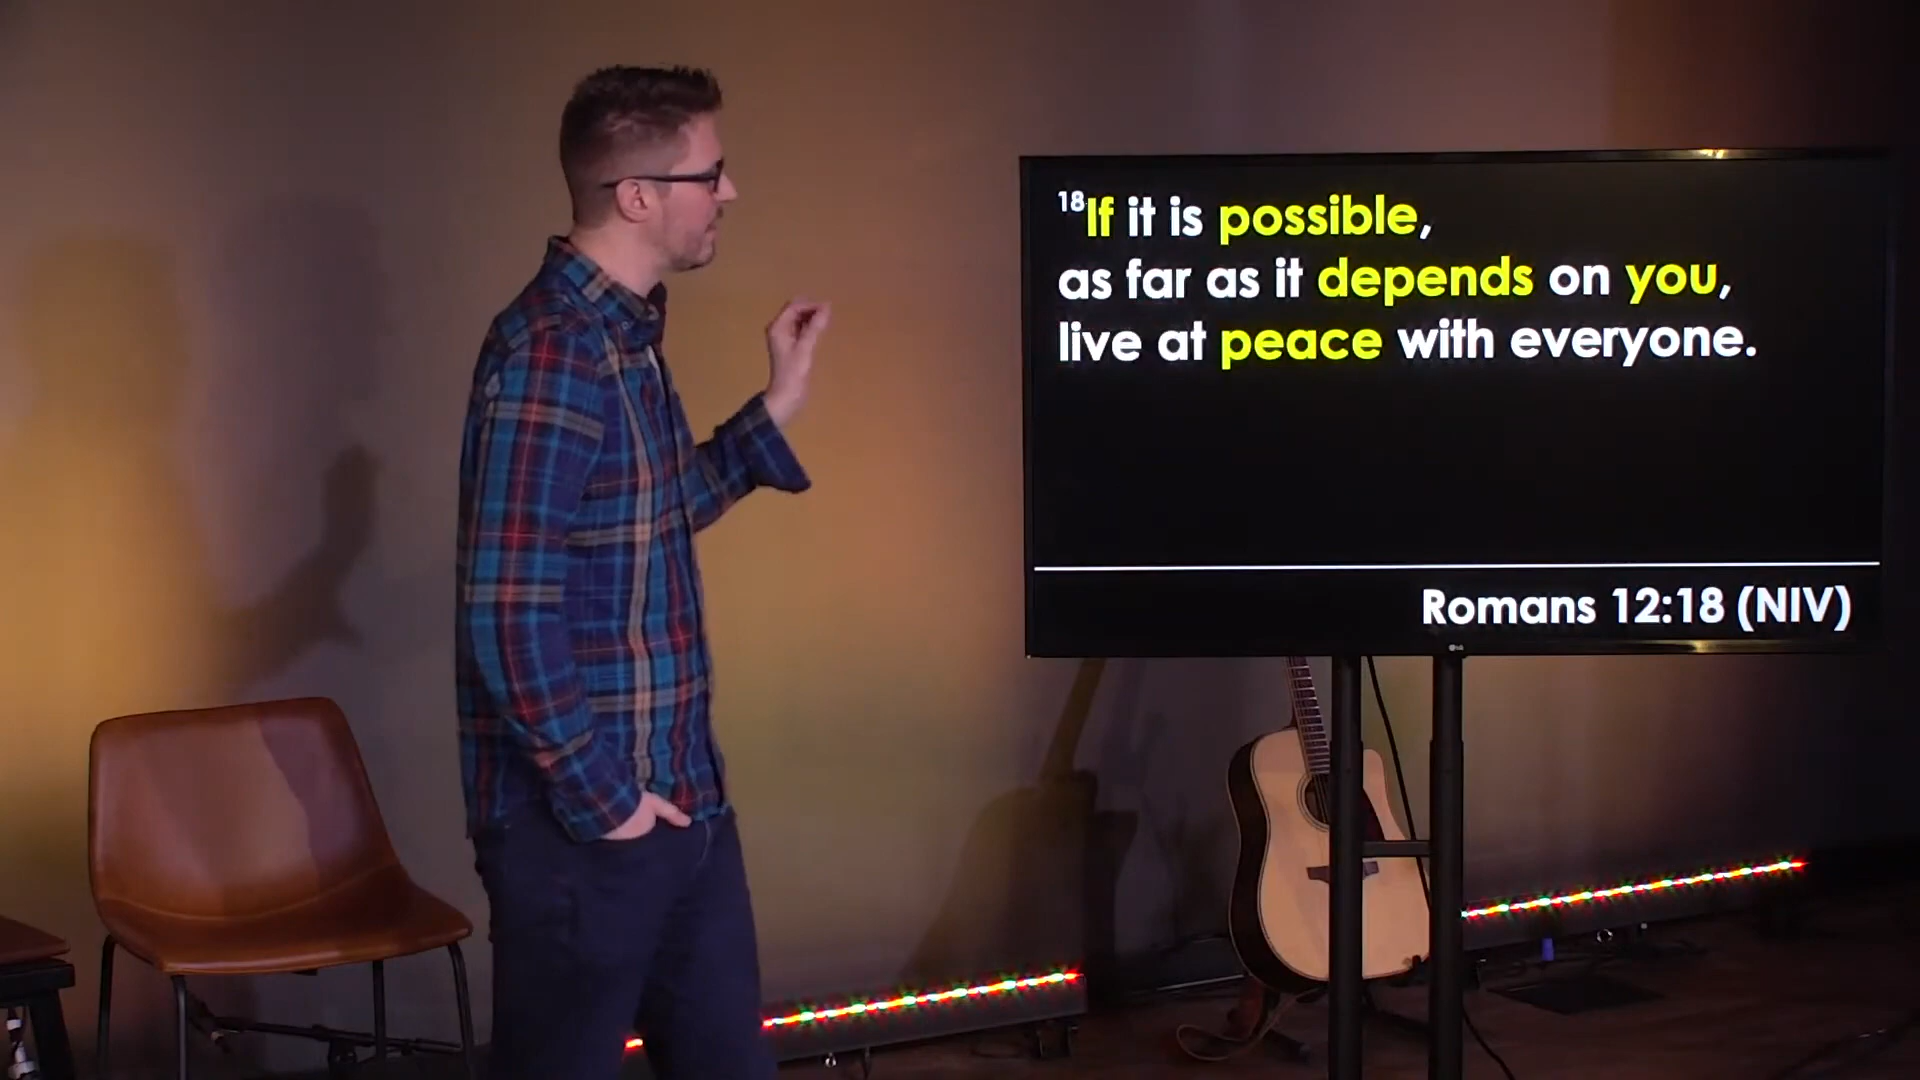 18If it is possible,
as far as it depends on you,
live at peace with everyone.
Romans 12:18 (NIV)
LG